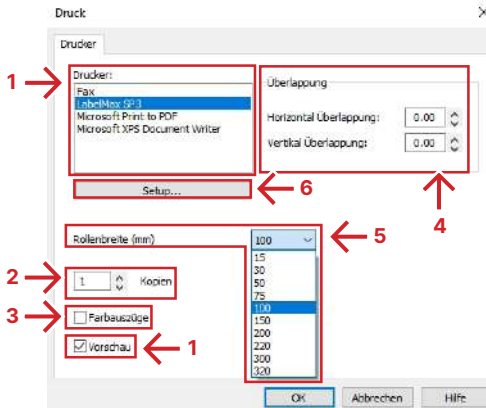 Druck
Drucker
1
Drucker:
Fax
LabelMax SP3
Microsoft Print to PDF
Microsoft XPS Document Writer
Überlappung
Horizontal Überlappung: 0.00
Vertikal Überlappung: 0.00
Setup...
6
4
Rollenbreite (mm)
100
5
15
30
50
75
100
150
200
220
300
320
2
1 Kopien
3
Farbauszüge
Vorschau
1
OK Abbrechen Hilfe